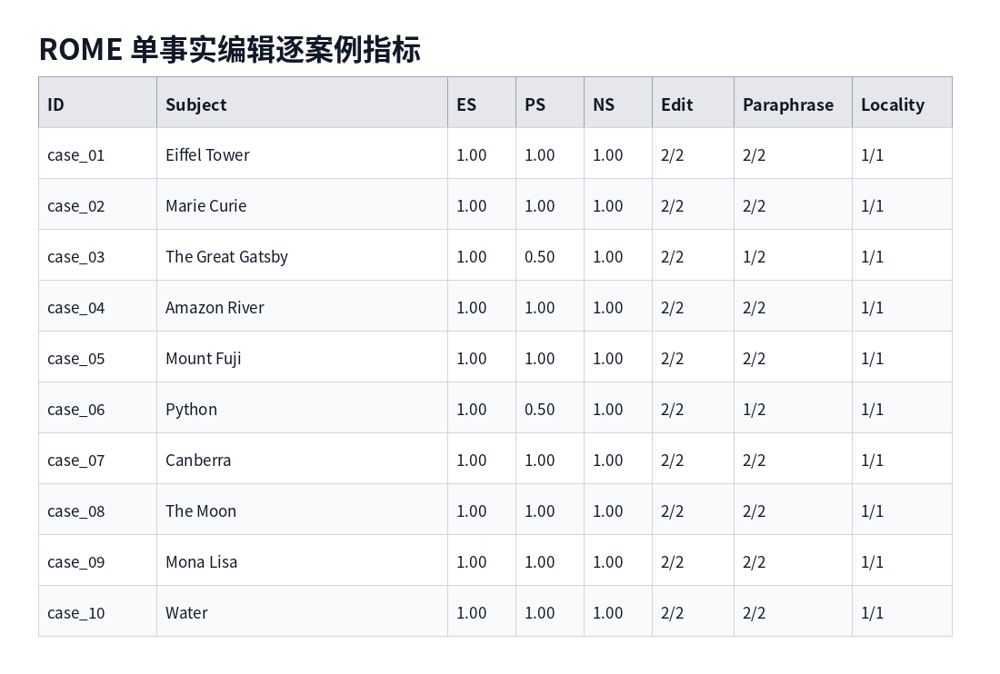 ROME 单事实编辑逐案例指标
ID Subject ES PS NS Edit Paraphrase Locality
case_01 Eiffel Tower 1.00 1.00 1.00 2/2 2/2 1/1
case_02 Marie Curie 1.00 1.00 1.00 2/2 2/2 1/1
case_03 The Great Gatsby 1.00 0.50 1.00 2/2 1/2 1/1
case_04 Amazon River 1.00 1.00 1.00 2/2 2/2 1/1
case_05 Mount Fuji 1.00 1.00 1.00 2/2 2/2 1/1
case_06 Python 1.00 0.50 1.00 2/2 1/2 1/1
case_07 Canberra 1.00 1.00 1.00 2/2 2/2 1/1
case_08 The Moon 1.00 1.00 1.00 2/2 2/2 1/1
case_09 Mona Lisa 1.00 1.00 1.00 2/2 2/2 1/1
case_10 Water 1.00 1.00 1.00 2/2 2/2 1/1